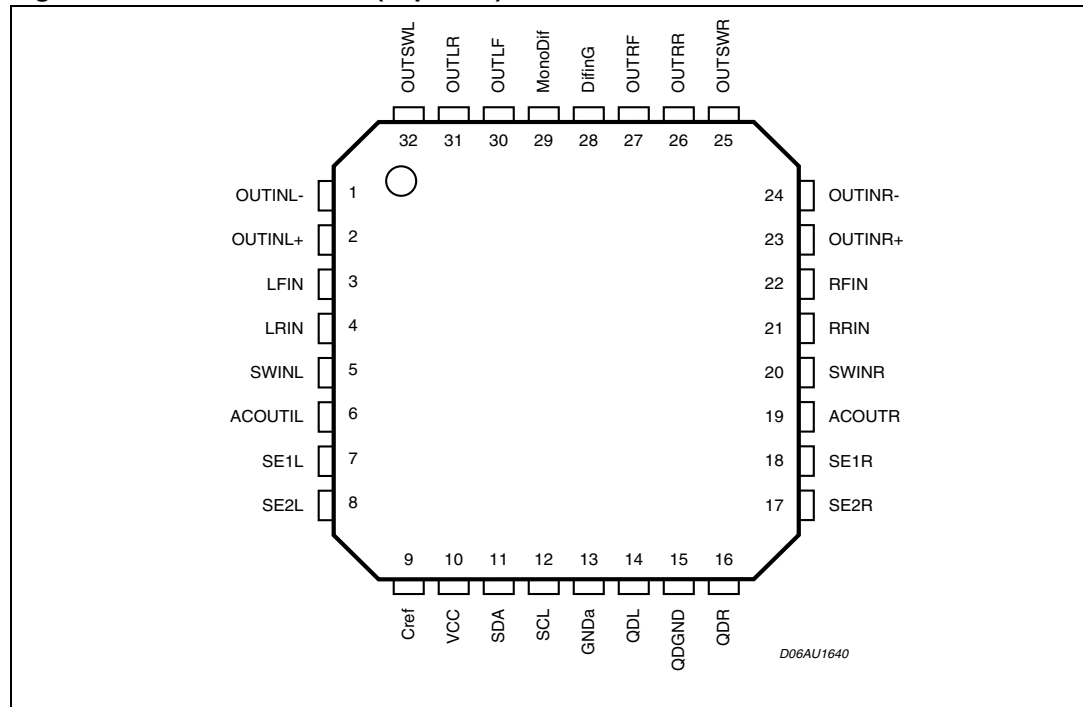 OUTSWL
OUTLR
OUTLF
MonoDif
DifinG
OUTRF
OUTRR
OUTSWR
32 31 30 29 28 27 26 25
OUTINL- 1 24 OUTINR-
OUTINL+ 2 23 OUTINR+
LFIN 3 22 RFIN
LRIN 4 21 RRIN
SWINL 5 20 SWINR
ACOUTIL 6 19 ACOUTR
SE1L 7 18 SE1R
SE2L 8 17 SE2R
9 10 11 12 13 14 15 16
Cref
VCC
SDA
SCL
GNDa
QDL
QDGND
QDR
D06AU1640